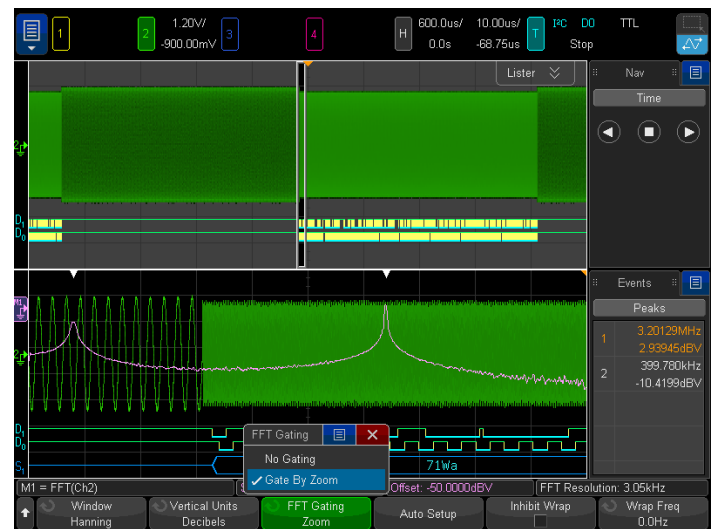 1
2
1.20V/
-900.00mV
3
4
H
600.0us/
0.0s
10.00us/
-68.75us
T
I²C D0 TTL
Stop
Lister
Nav
Time
2
D1
D0
Events
Peaks
1
3.20129MHz
2.93945dBV
2
399.780kHz
-10.4199dBV
M1
2
D1
D0
S1
71Wa
FFT Gating
No Gating
Gate By Zoom
M1 = FFT(Ch2)
Offset: -50.0000dBV
FFT Resolution: 3.05kHz
Window
Hanning
Vertical Units
Decibels
FFT Gating
Zoom
Auto Setup
Inhibit Wrap
Wrap Freq
0.0Hz